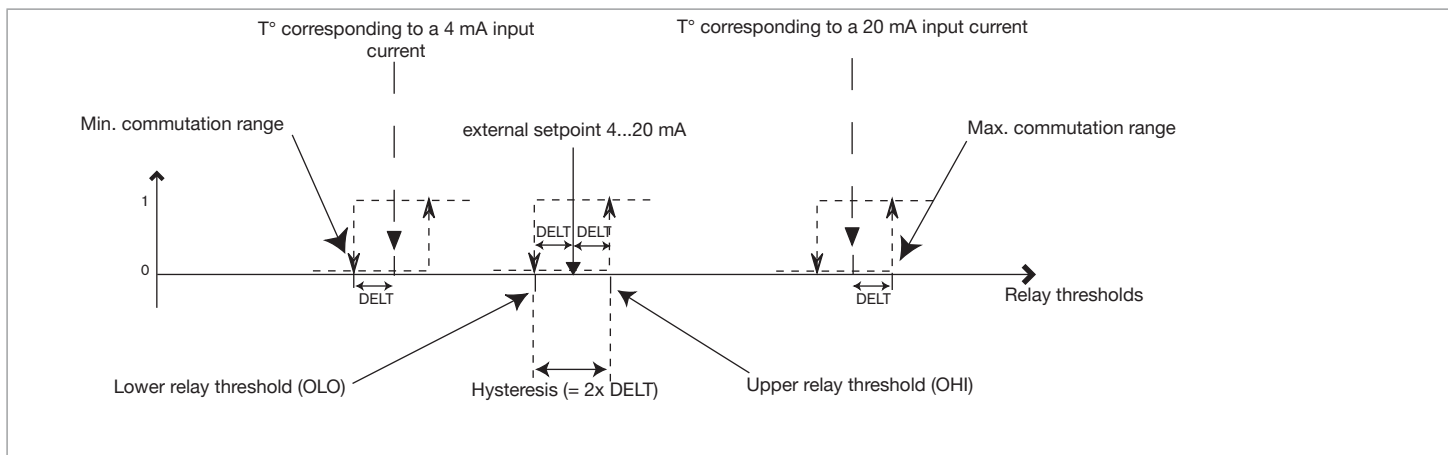 T° corresponding to a 4 mA input
current
T° corresponding to a 20 mA input current
Min. commutation range
external setpoint 4...20 mA
Max. commutation range
1
DELT
DELT
0
DELT
DELT
Relay thresholds
Lower relay threshold (OLO)
Hysteresis (= 2x DELT)
Upper relay threshold (OHI)